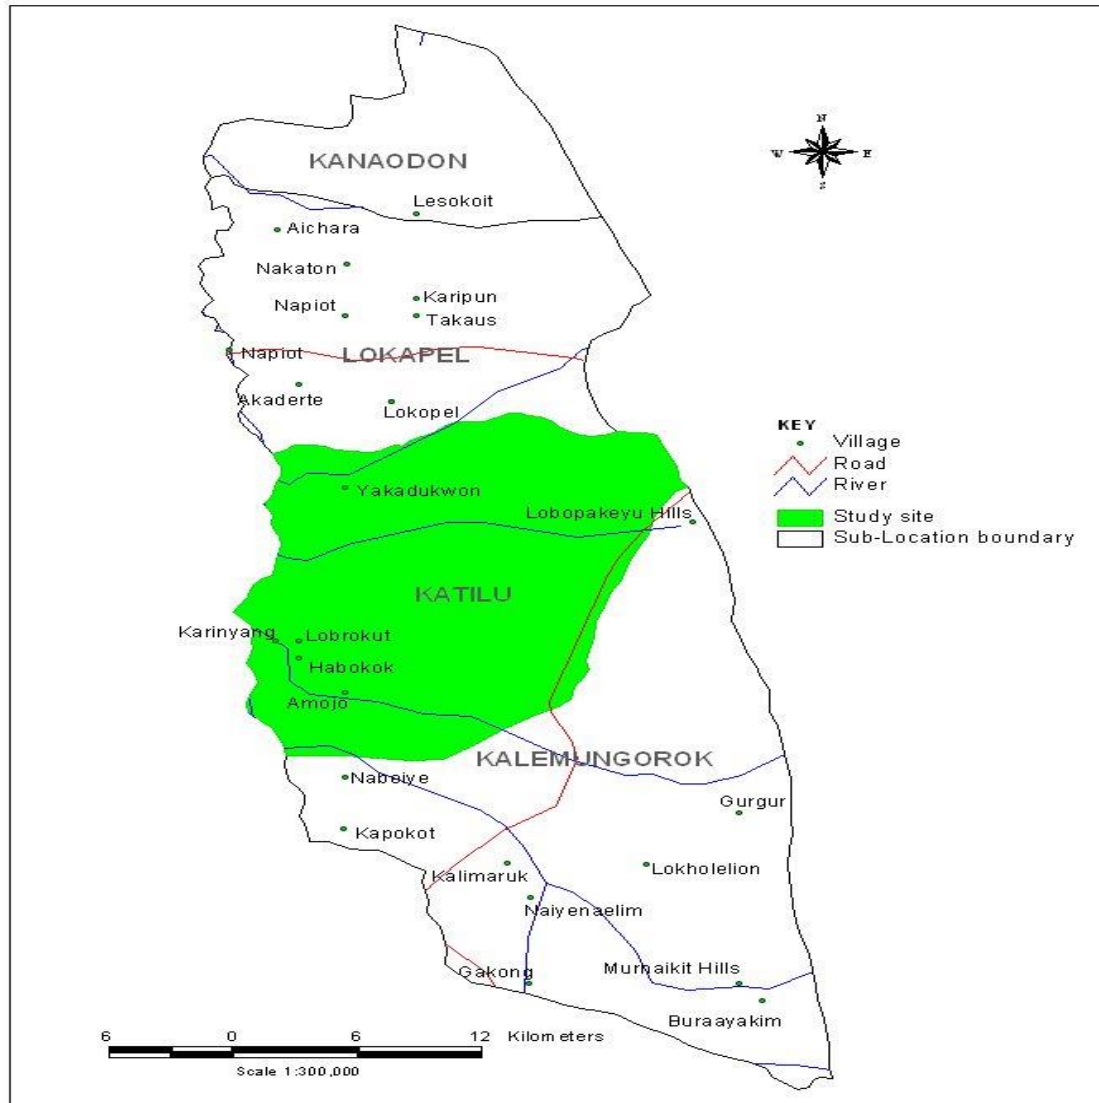 N
W E
S
KANAODON
Lesokoit
Aichara
Nakaton
Karipun
Napiot
Takaus
Napiot
LOKAPEL
Akaderte
Lokopel
KEY
Village
Road
River
Study site
Sub-Location boundary
Yakadukwon
Lobopakeyu Hills
KATILU
Karinyang
Lobrokut
Habokok
Amojo
KALEMUNGOROK
Nabeiye
Gurgur
Kapokot
Kalimaruk
Lokholelion
Naiyenaelim
Gakong
Murnaikit Hills
Buraayakim
6 0 6 12 Kilometers
Scale 1:300,000